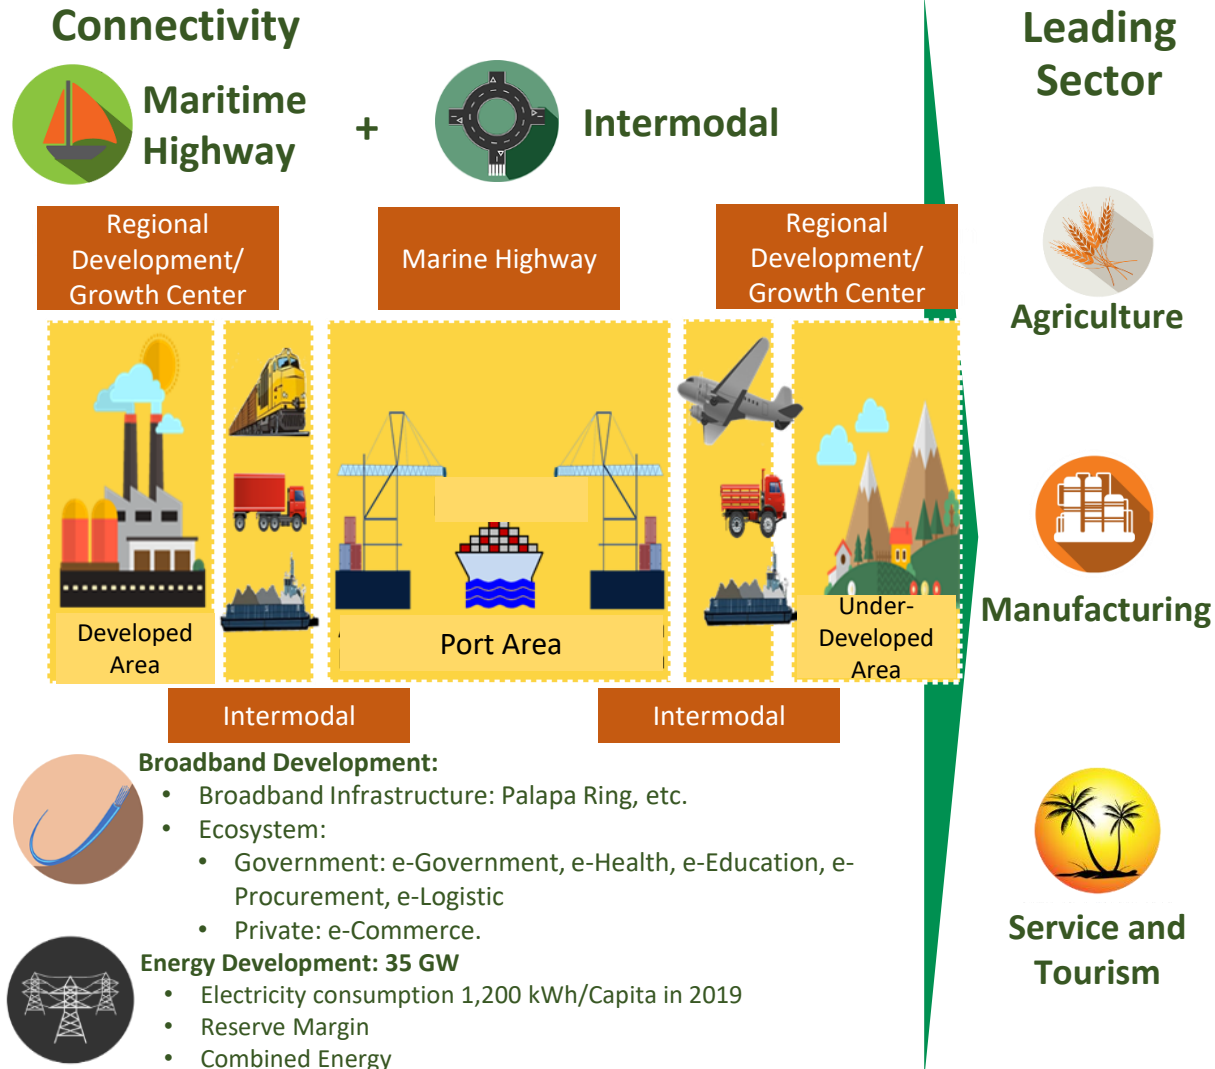 Connectivity
Maritime
Highway
+
Intermodal
Regional
Development/
Growth Center
Marine Highway
Regional
Development/
Growth Center
Developed
Area
Port Area
Under-
Developed
Area
Intermodal
Intermodal
Broadband Development:
• Broadband Infrastructure: Palapa Ring, etc.
• Ecosystem:
• Government: e-Government, e-Health, e-Education, e-
Procurement, e-Logistic
• Private: e-Commerce.
Energy Development: 35 GW
• Electricity consumption 1,200 kWh/Capita in 2019
• Reserve Margin
• Combined Energy
Leading
Sector
Agriculture
Manufacturing
Service and
Tourism